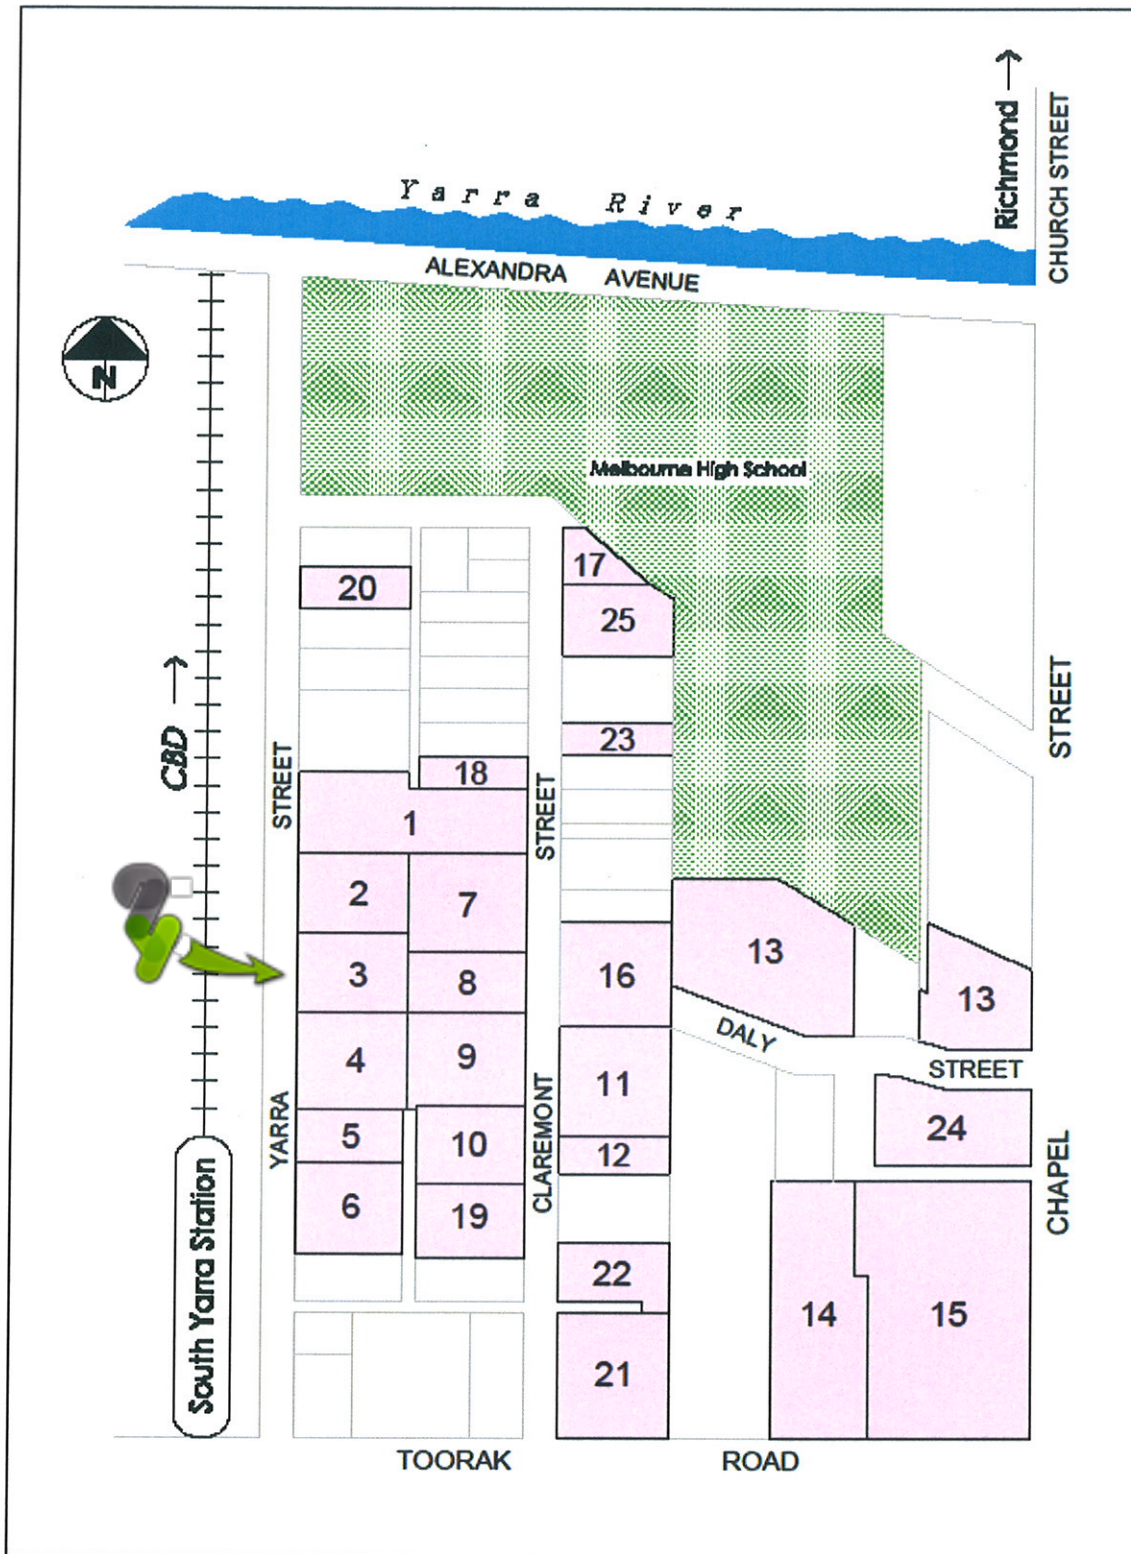 Richmond
CHURCH STREET
Yarra River
ALEXANDRA AVENUE
N
Melbourne High School
17
20
25
CBD
STREET
23
18
STREET
STREET
1
2
7
13
3
8
16
13
DALY
STREET
4
9
11
YARRA
CLAREMONT
24
5
10
12
CHAPEL
6
19
South Yarra Station
22
14
15
21
TOORAK ROAD